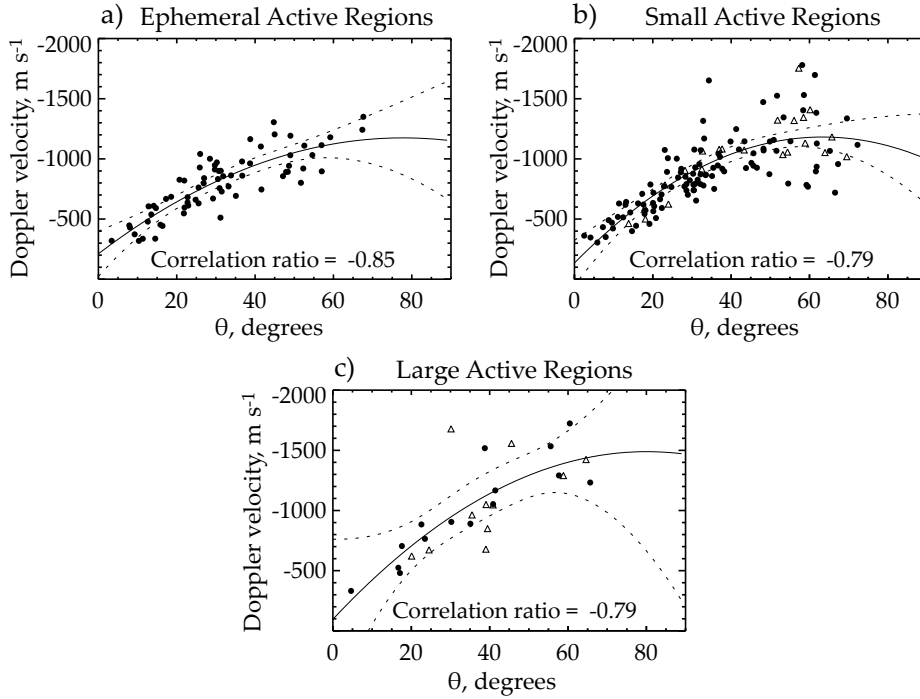 a) Ephemeral Active Regions
-2000
-1500
-1000
-500
Doppler velocity, m s-1
Correlation ratio = -0.85
0 20 40 60 80
θ, degrees
b) Small Active Regions
-2000
-1500
-1000
-500
Doppler velocity, m s-1
Correlation ratio = -0.79
0 20 40 60 80
θ, degrees
c) Large Active Regions
-2000
-1500
-1000
-500
Doppler velocity, m s-1
Correlation ratio = -0.79
0 20 40 60 80
θ, degrees